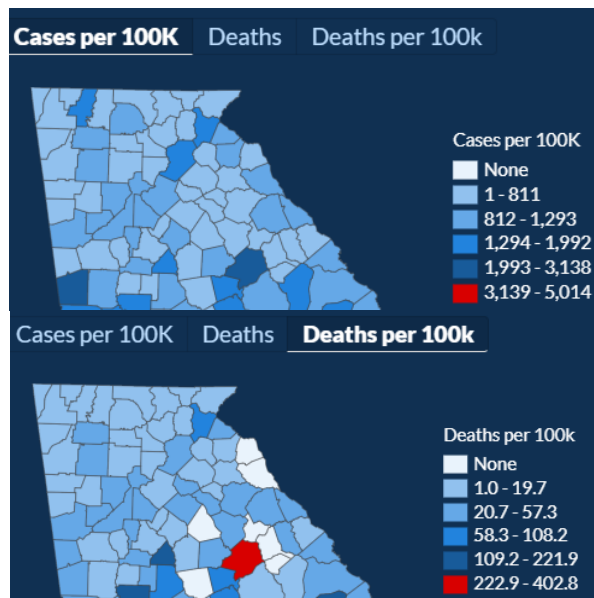 Cases per 100K Deaths Deaths per 100k
Cases per 100K
None
1 - 811
812 - 1,293
1,294 - 1,992
1,993 - 3,138
3,139 - 5,014
Cases per 100K Deaths Deaths per 100k
Deaths per 100k
None
1.0 - 19.7
20.7 - 57.3
58.3 - 108.2
109.2 - 221.9
222.9 - 402.8